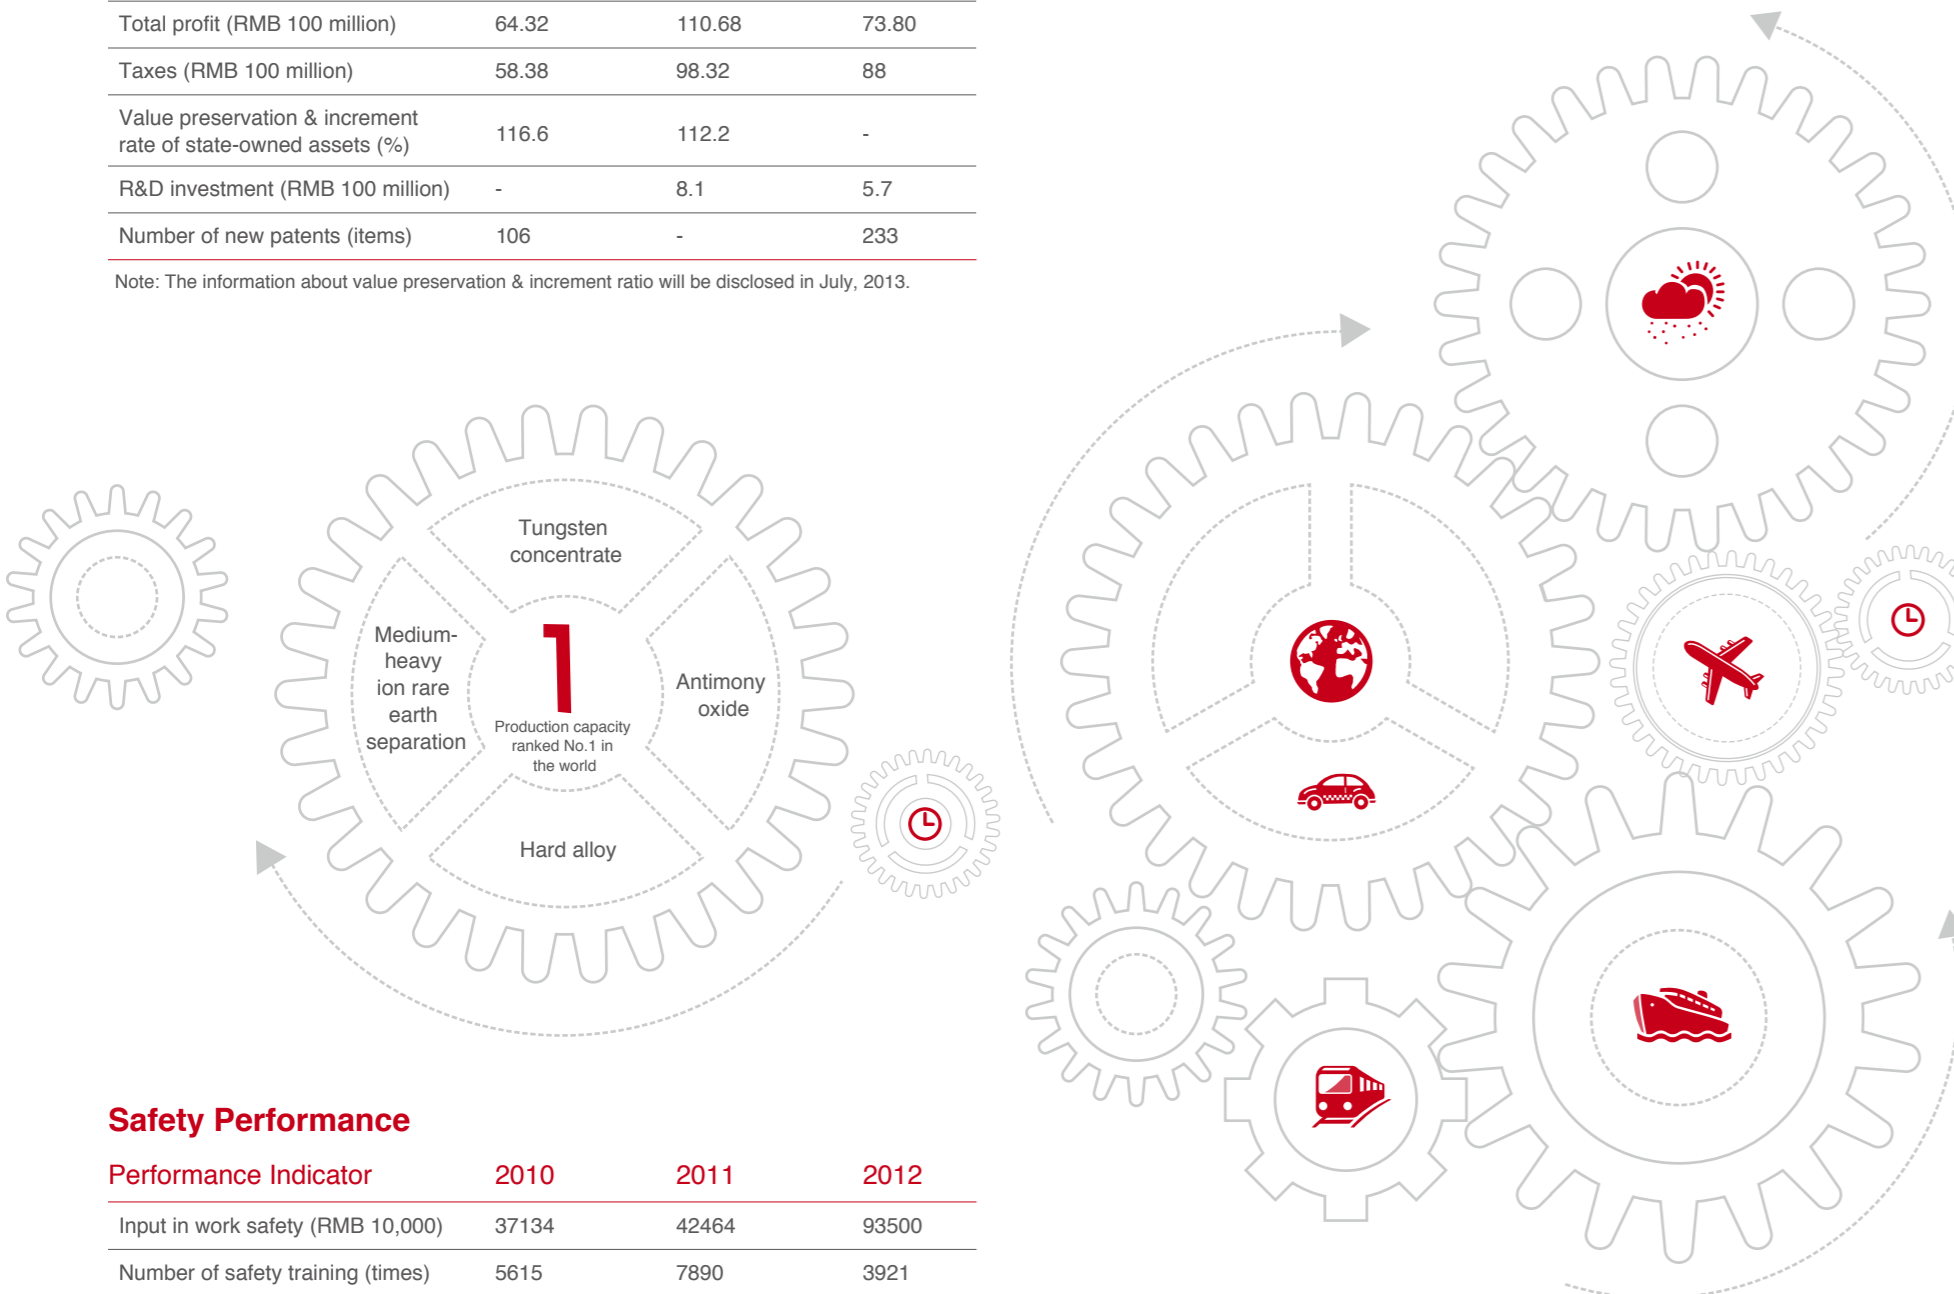 Total profit (RMB 100 million) 64.32 110.68 73.80
Taxes (RMB 100 million) 58.38 98.32 88
Value preservation & increment
rate of state-owned assets (%) 116.6 112.2 -
R&D investment (RMB 100 million) - 8.1 5.7
Number of new patents (items) 106 - 233
Note: The information about value preservation & increment ratio will be disclosed in July, 2013.
Tungsten
concentrate
Medium-
heavy
ion rare
earth
separation
1
Production capacity
ranked No.1 in
the world
Antimony
oxide
Hard alloy
Safety Performance
Performance Indicator 2010 2011 2012
Input in work safety (RMB 10,000) 37134 42464 93500
Number of safety training (times) 5615 7890 3921